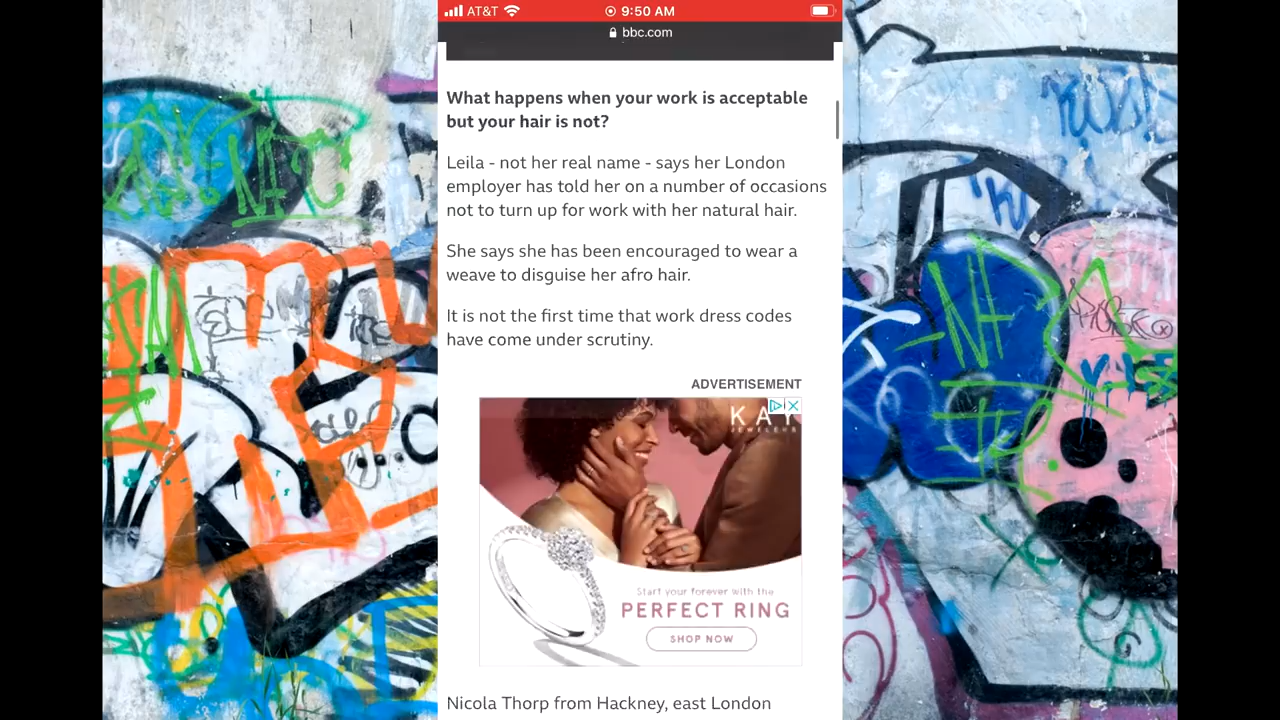 AT&T 9:50 AM
bbc.com
What happens when your work is acceptable
but your hair is not?
Leila - not her real name - says her London
employer has told her on a number of occasions
not to turn up for work with her natural hair.
She says she has been encouraged to wear a
weave to disguise her afro hair.
It is not the first time that work dress codes
have come under scrutiny.
ADVERTISEMENT
KAY
JEWELERS
Start your forever with the
PERFECT RING
SHOP NOW
Nicola Thorp from Hackney, east London